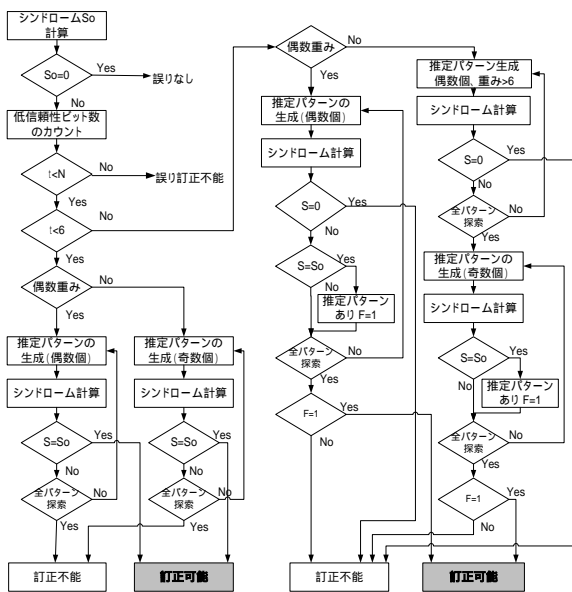 シンドロームSo
計算
So=0
Yes
誤りなし
No
低信頼性ビット数
のカウント
t<N
No
誤り訂正不能
Yes
t<6
No
Yes
偶数重み
No
Yes
推定パターンの
生成(偶数個)
シンドローム計算
S=So
Yes
No
全パターン
探索
No
Yes
訂正不能
推定パターンの
生成(奇数個)
シンドローム計算
S=So
Yes
No
全パターン
探索
No
Yes
訂正可能
偶数重み
No
Yes
推定パターンの
生成(偶数個)
シンドローム計算
S=0
Yes
No
S=So
Yes
No
推定パターン
あり F=1
全パターン
探索
No
Yes
F=1
Yes
No
訂正不能
推定パターン生成
偶数個、重み>6
シンドローム計算
S=0
Yes
No
全パターン
探索
No
Yes
推定パターンの
生成(奇数個)
シンドローム計算
S=So
Yes
No
推定パターン
あり F=1
全パターン
探索
No
Yes
F=1
Yes
No
訂正可能